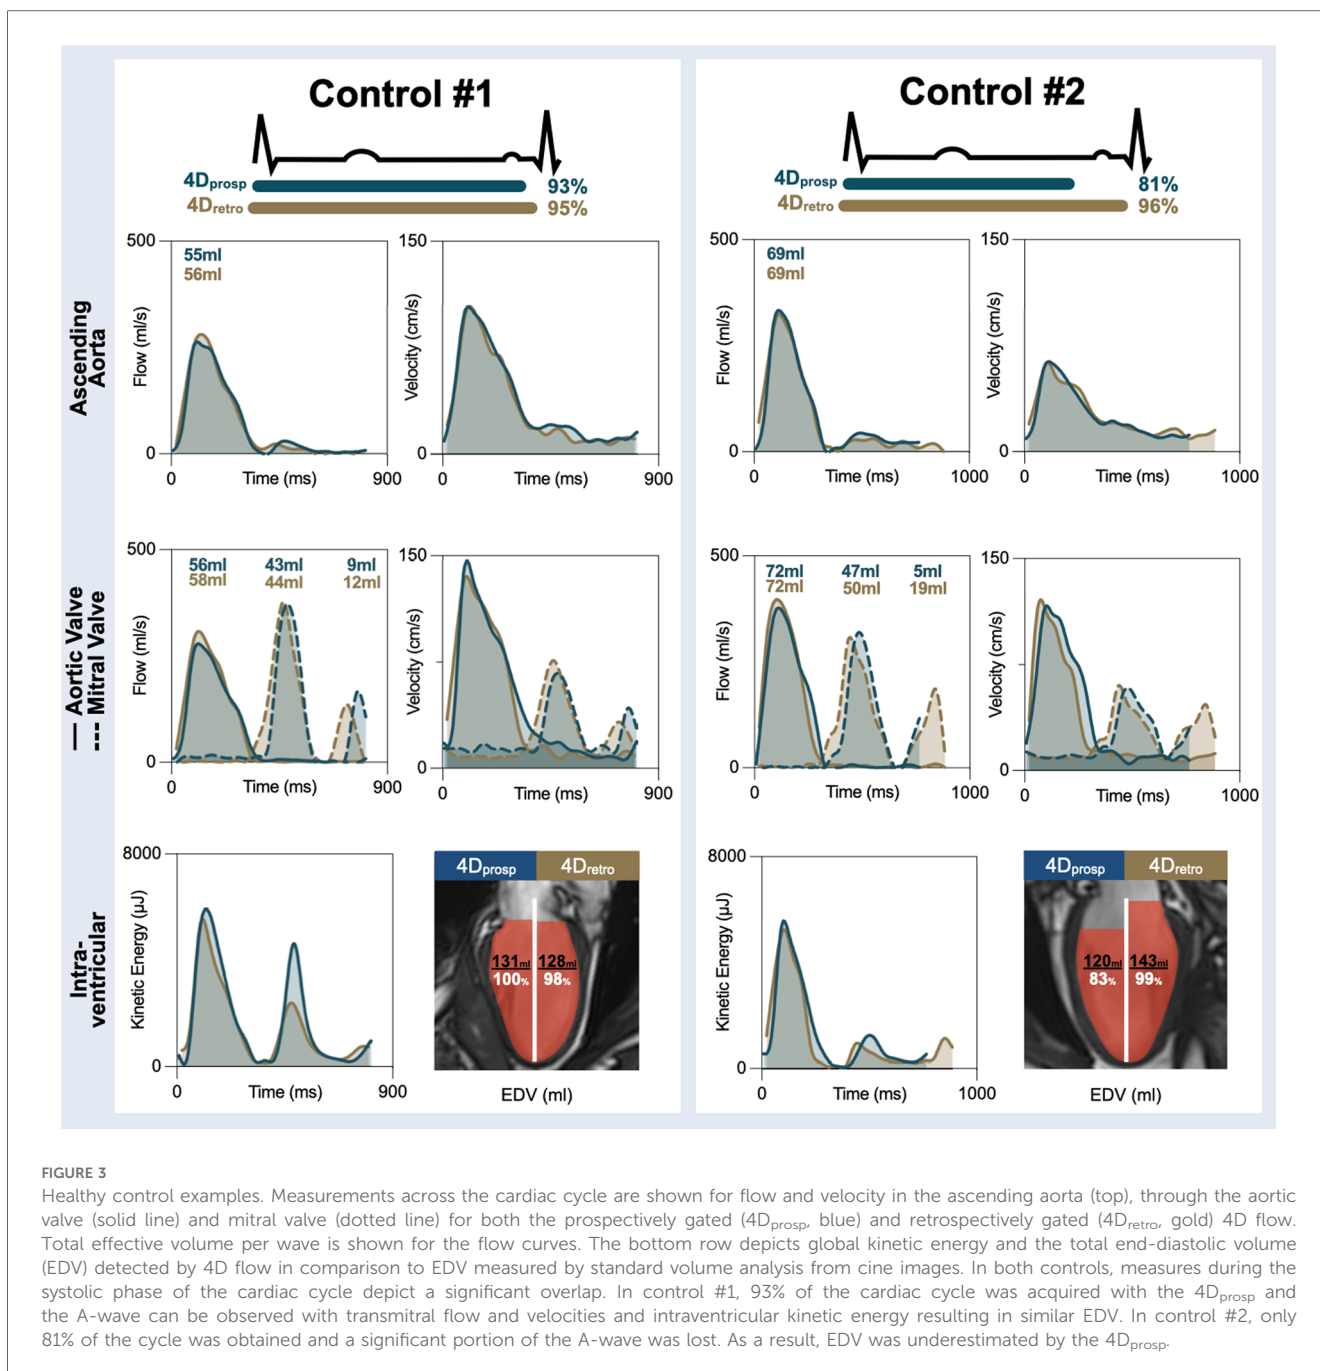 Control #1
4Dprosp 93%
4Dretro 95%
Control #2
4Dprosp 81%
4Dretro 96%
Ascending
Aorta
500
55ml
56ml
Flow (ml/s)
0
0 Time (ms) 900
150
Velocity (cm/s)
0
0 Time (ms) 900
500
69ml
69ml
Flow (ml/s)
0
0 Time (ms) 1000
150
Velocity (cm/s)
0
0 Time (ms) 1000
Aortic Valve
Mitral Valve
500
56ml 43ml 9ml
58ml 44ml 12ml
Flow (ml/s)
0
0 Time (ms) 900
150
Velocity (cm/s)
0
0 Time (ms) 900
500
72ml 47ml 5ml
72ml 50ml 19ml
Flow (ml/s)
0
0 Time (ms) 1000
150
Velocity (cm/s)
0
0 Time (ms) 1000
Intra-
ventricular
8000
Kinetic Energy (µJ)
0
0 Time (ms) 900
4Dprosp 4Dretro
131ml 128ml
100% 98%
EDV (ml)
8000
Kinetic Energy (µJ)
0
0 Time (ms) 1000
4Dprosp 4Dretro
120ml 143ml
83% 99%
EDV (ml)
FIGURE 3
Healthy control examples. Measurements across the cardiac cycle are shown for flow and velocity in the ascending aorta (top), through the aortic
valve (solid line) and mitral valve (dotted line) for both the prospectively gated (4Dprosp, blue) and retrospectively gated (4Dretro, gold) 4D flow.
Total effective volume per wave is shown for the flow curves. The bottom row depicts global kinetic energy and the total end-diastolic volume
(EDV) detected by 4D flow in comparison to EDV measured by standard volume analysis from cine images. In both controls, measures during the
systolic phase of the cardiac cycle depict a significant overlap. In control #1, 93% of the cardiac cycle was acquired with the 4Dprosp and
the A-wave can be observed with transmitral flow and velocities and intraventricular kinetic energy resulting in similar EDV. In control #2, only
81% of the cycle was obtained and a significant portion of the A-wave was lost. As a result, EDV was underestimated by the 4Dprosp.